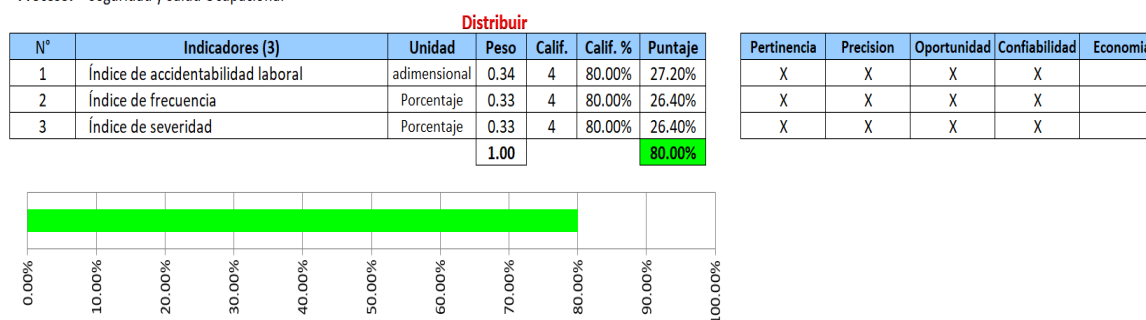 Distribuir
N° Indicadores (3) Unidad Peso Calif. Calif. % Puntaje Pertinencia Precision Oportunidad Confiabilidad Economia
1 Índice de accidentabilidad laboral adimensional 0.34 4 80.00% 27.20% X X X X
2 Índice de frecuencia Porcentaje 0.33 4 80.00% 26.40% X X X X
3 Índice de severidad Porcentaje 0.33 4 80.00% 26.40% X X X X
1.00 80.00%
0.00% 10.00% 20.00% 30.00% 40.00% 50.00% 60.00% 70.00% 80.00% 90.00% 100.00%